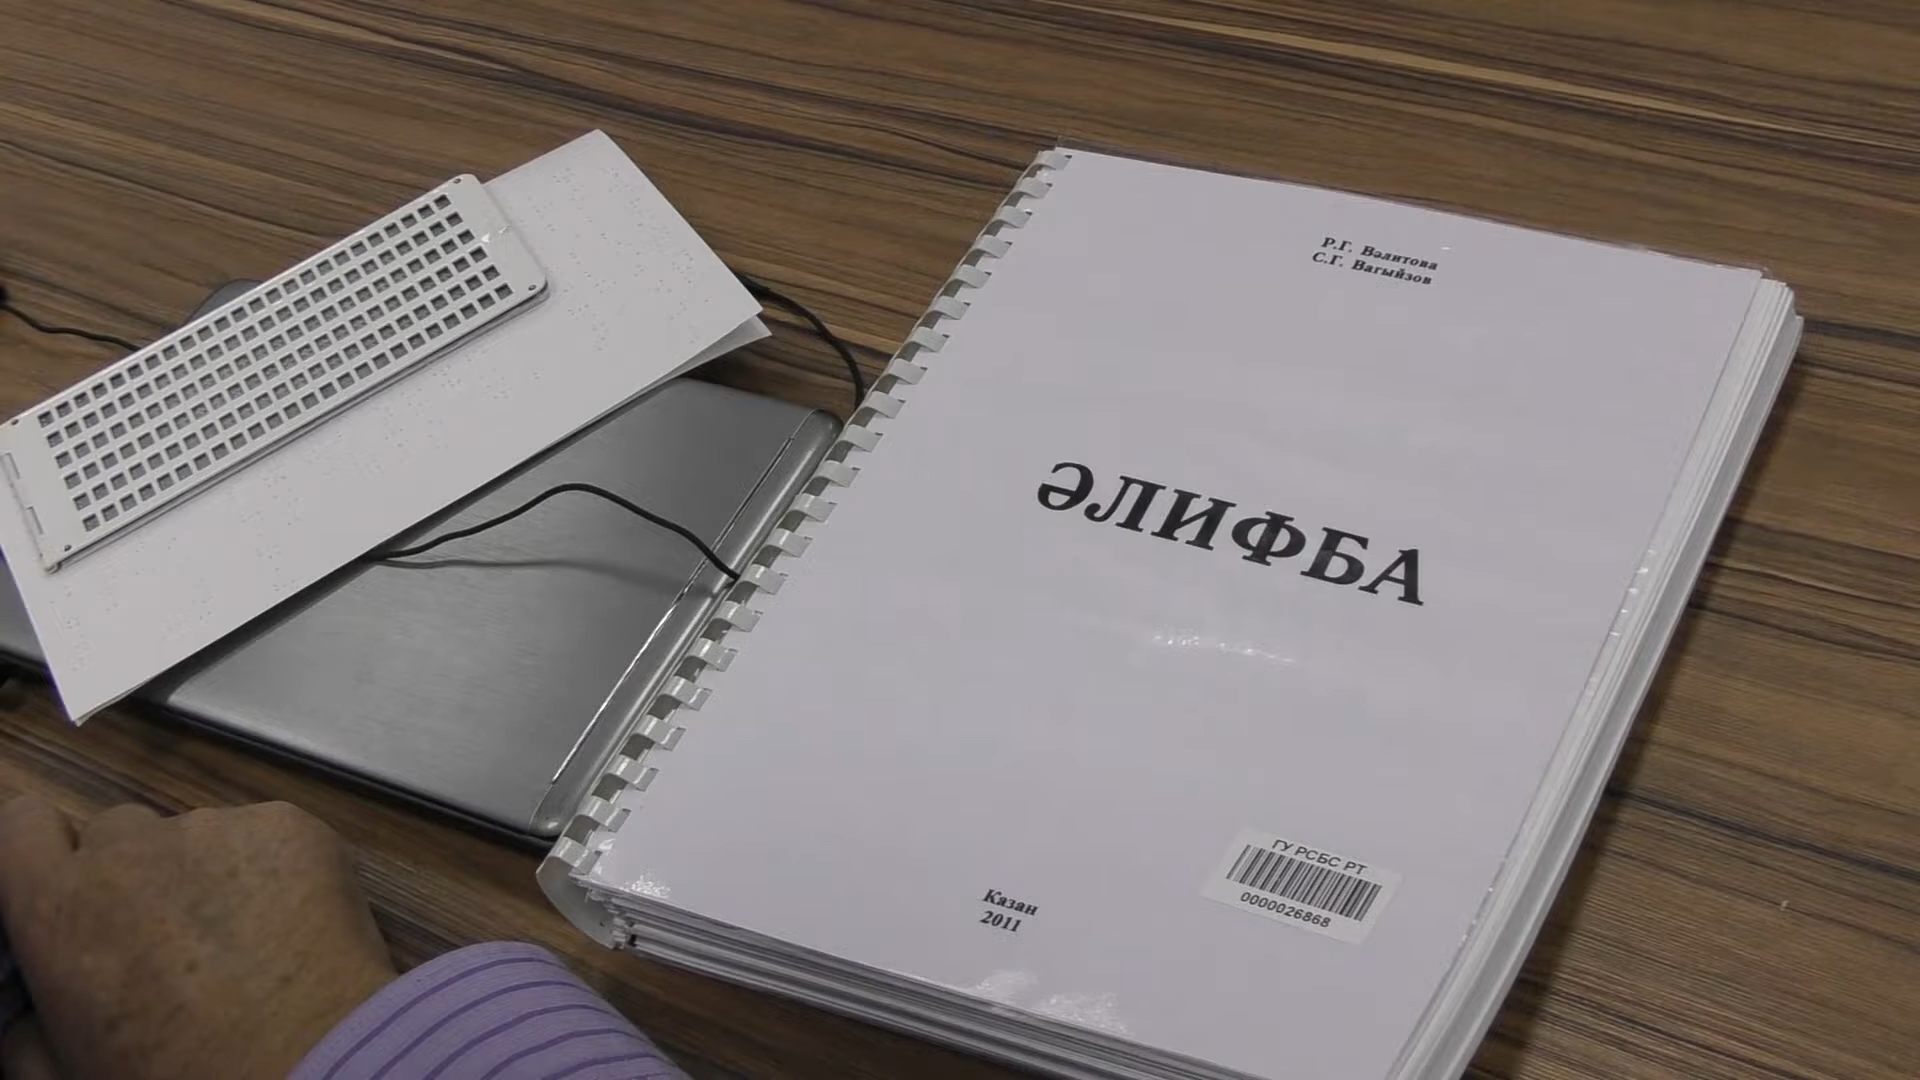 Р.Г. Вәлитова
С.Г. Вагыйзов
ӘЛИФБА
ГУ РСБС РТ
0000026868
Казан
2011